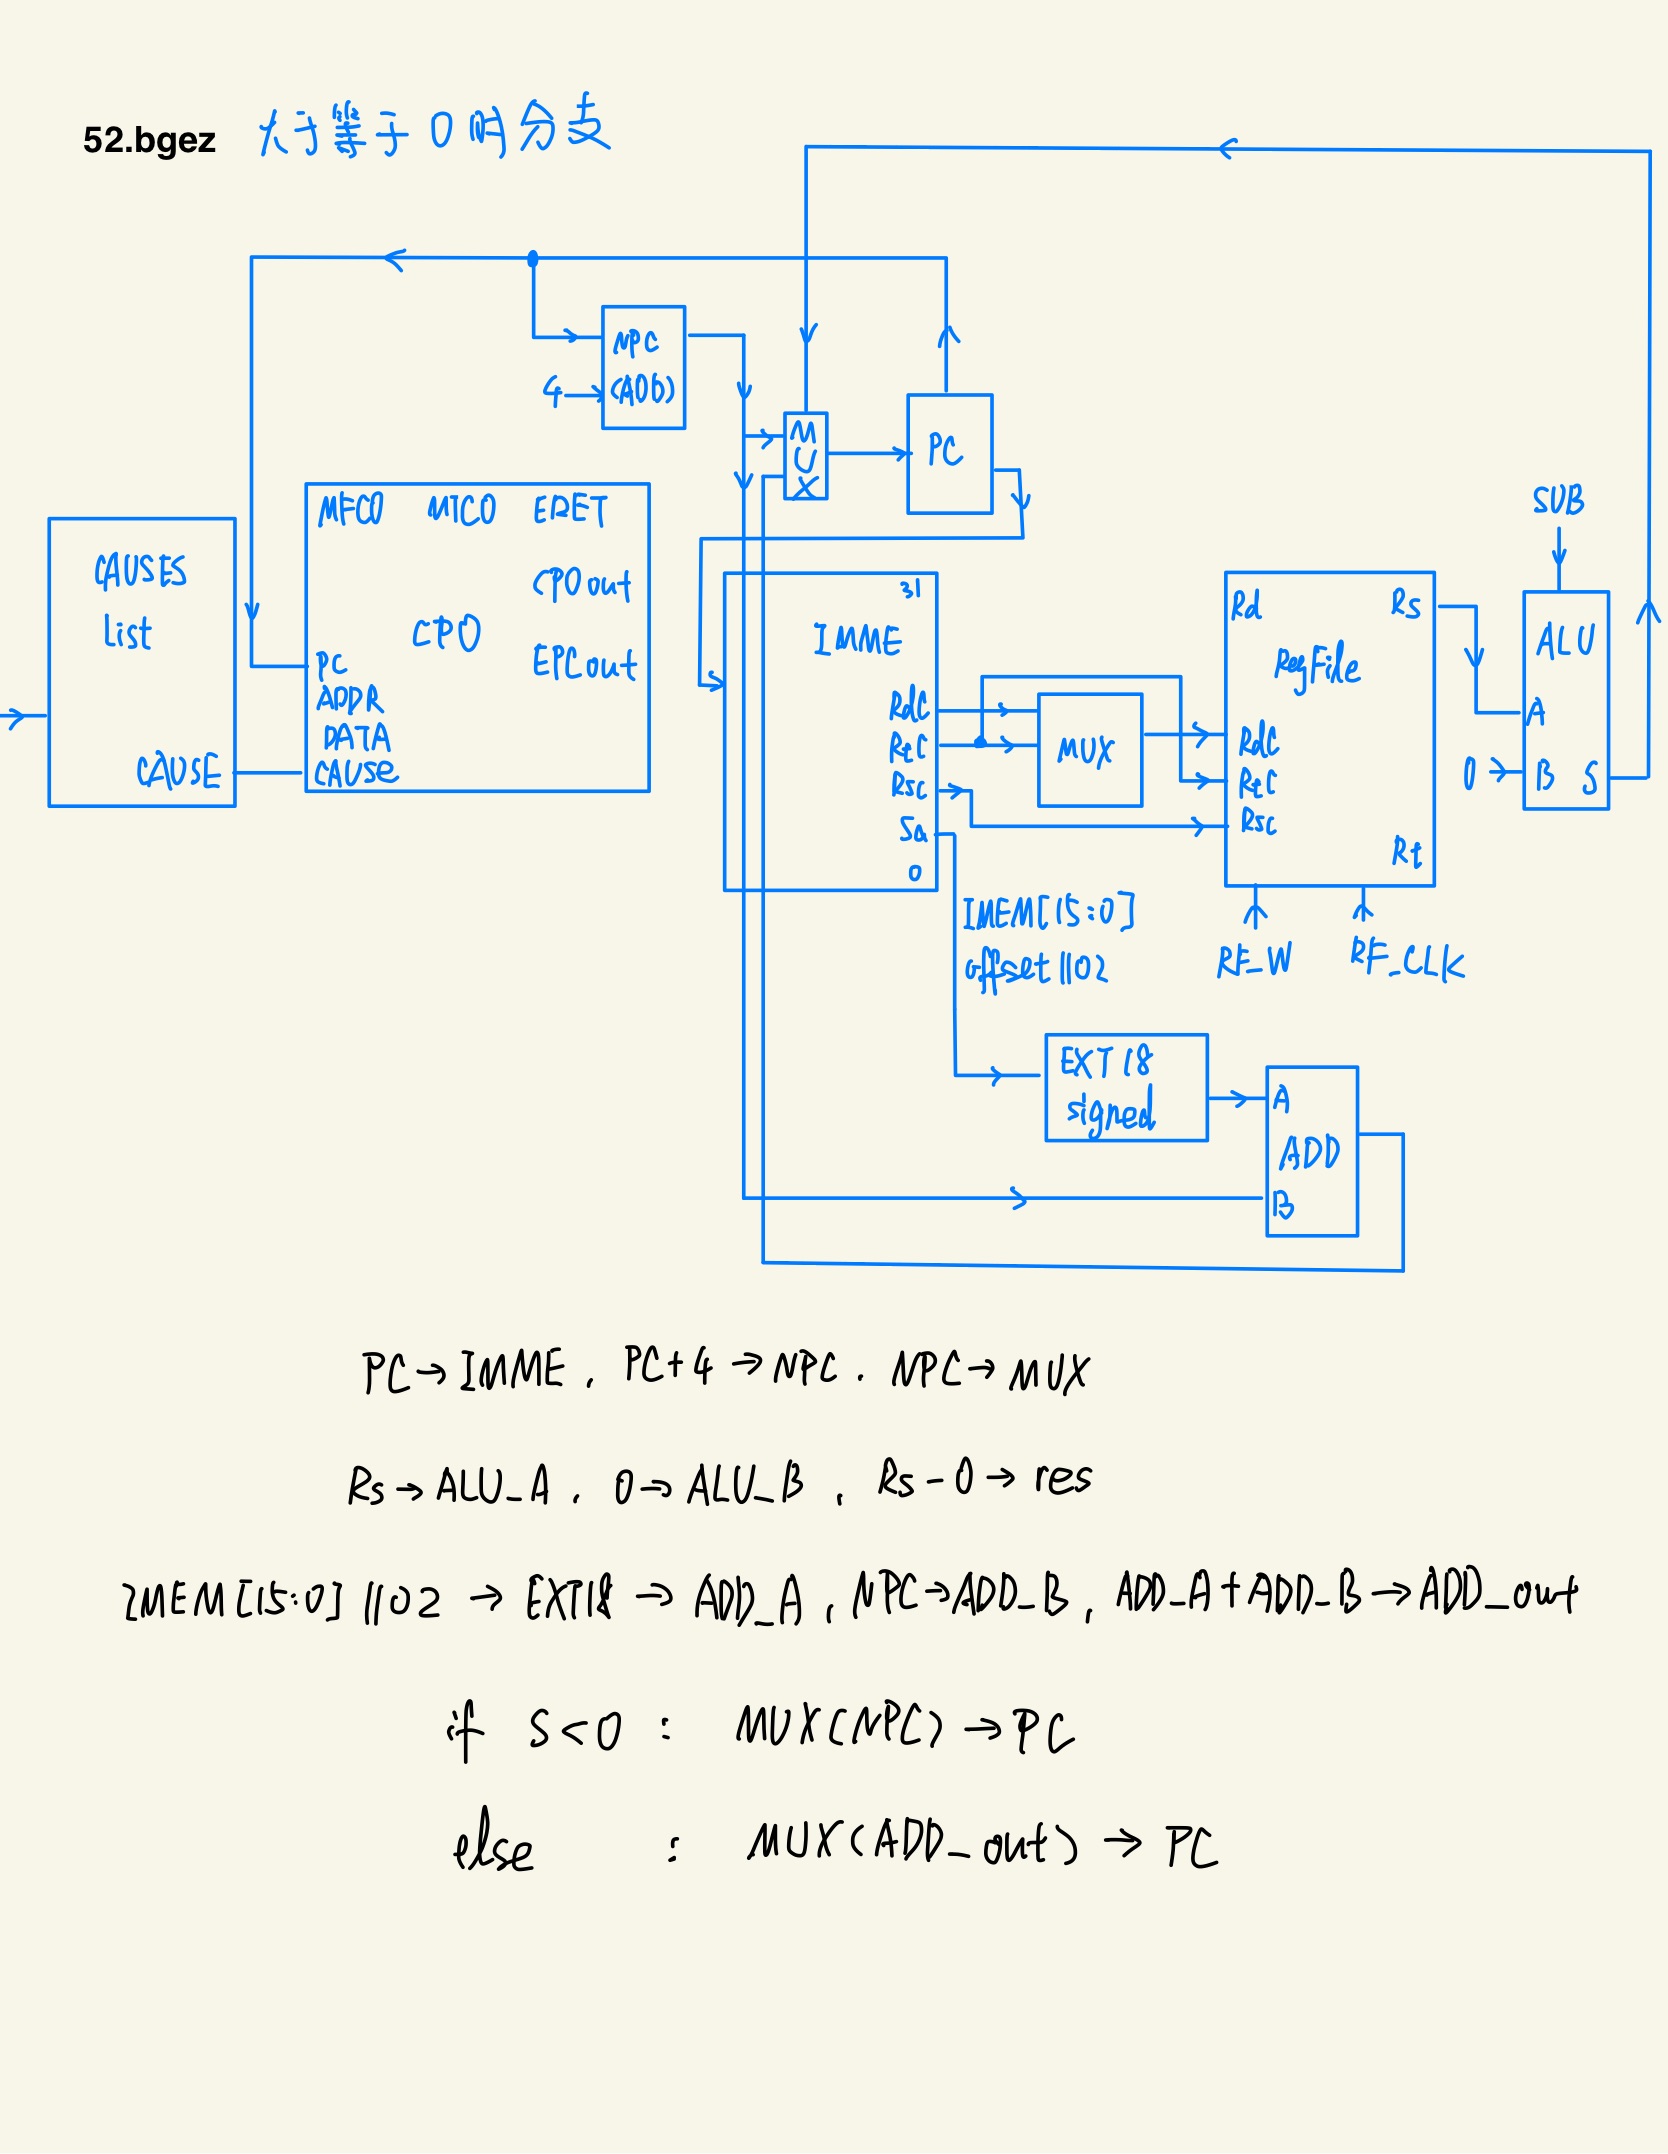 52.bgez 大于等于0时分支
NPC
4 (ADD)
M
U
X
PC
MFC0 MTC0 ERET
CP0out
CP0
EPCout
PC
ADDR
DATA
CAUSe
CAUSES
List
CAUSE
31
IMME
RdC
RtC
Rsc
Sa
0
MUX
Rd Rs
RegFile
RdC
RtC
Rsc
Rt
RF_W RF_CLK
SUB
ALU
A
0 B S
IMEM[15:0]
offset||02
EXT18
signed
A
ADD
B
PC→IMME. PC+4→NPC. NPC→MUX
Rs→ALU_A. 0→ALU_B. Rs-0→res
IMEM[15:0]||02→EXT18→ADD_A, NPC→ADD_B, ADD_A+ADD_B→ADD_out
if S<0: MUX(NPC)→PC
else : MUX(ADD_out)→PC